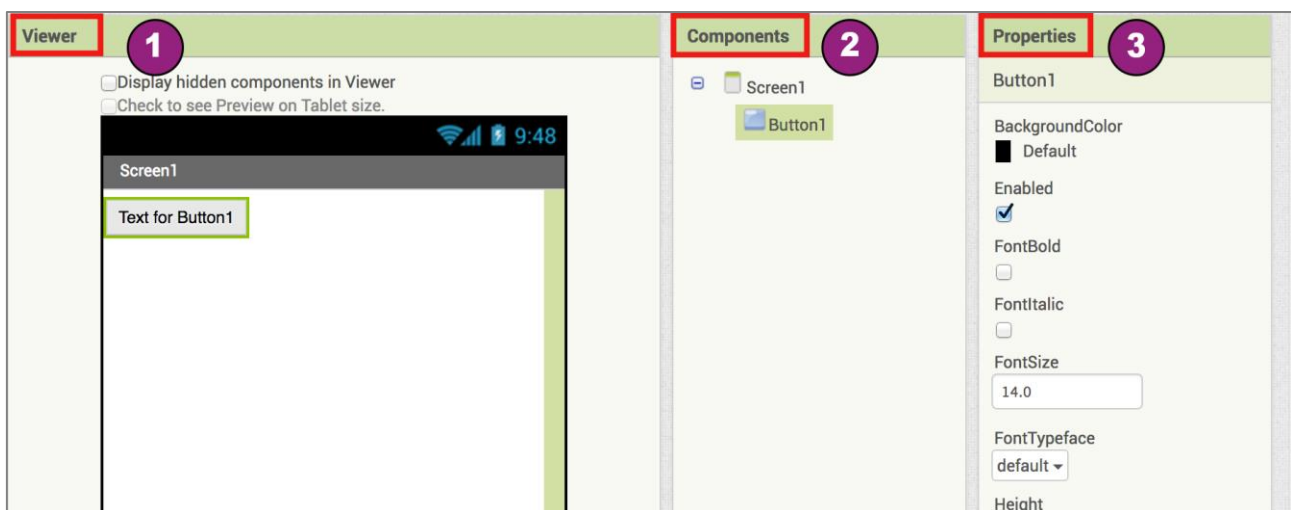 Viewer
1
Display hidden components in Viewer
Check to see Preview on Tablet size.
9:48
Screen1
Text for Button1
Components
2
Screen1
Button1
Properties
3
Button1
BackgroundColor
Default
Enabled
FontBold
FontItalic
FontSize
14.0
FontTypeface
default
Height